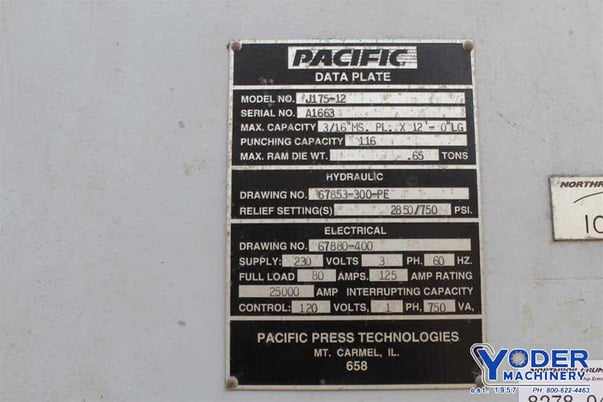 PACIFIC
DATA PLATE
MODEL NO. J175-12
SERIAL NO. A1663
MAX. CAPACITY 3/16"MS. PL. X 12'-0"LG
PUNCHING CAPACITY 116
MAX. RAM DIE WT. .65 TONS
HYDRAULIC
DRAWING NO. 67853-300-PE
RELIEF SETTING(S) 2850/750 PSI.
ELECTRICAL
DRAWING NO. 67880-400
SUPPLY: 230 VOLTS 3 PH. 60 HZ.
FULL LOAD 80 AMPS. 125 AMP RATING
25000 AMP INTERRUPTING CAPACITY
CONTROL: 120 VOLTS, 1 PH, 750 VA,
PACIFIC PRESS TECHNOLOGIES
MT. CARMEL, IL.
658
NORTHRO
10
YODER
MACHINERY
est. 1957 PH: 800-622-4463